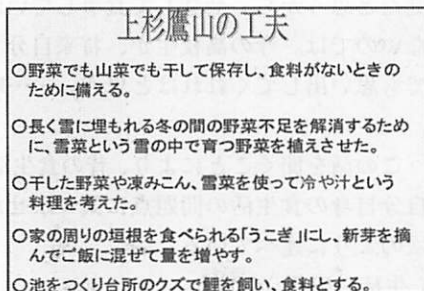 上杉鷹山の工夫
○野菜でも山菜でも干して保存し、食料がないときの
ために備える。
○長く雪に埋もれる冬の間の野菜不足を解消するため
に、雪菜という雪の中で育つ野菜を植えさせた。
○干した野菜や凍みこん、雪菜を使って冷や汁という
料理を考えた。
○家の周りの垣根を食べられる「うこぎ」にし、新芽を摘
んでご飯に混ぜて量を増やす。
○池をつくり台所のクズで鯉を飼い、食料とする。